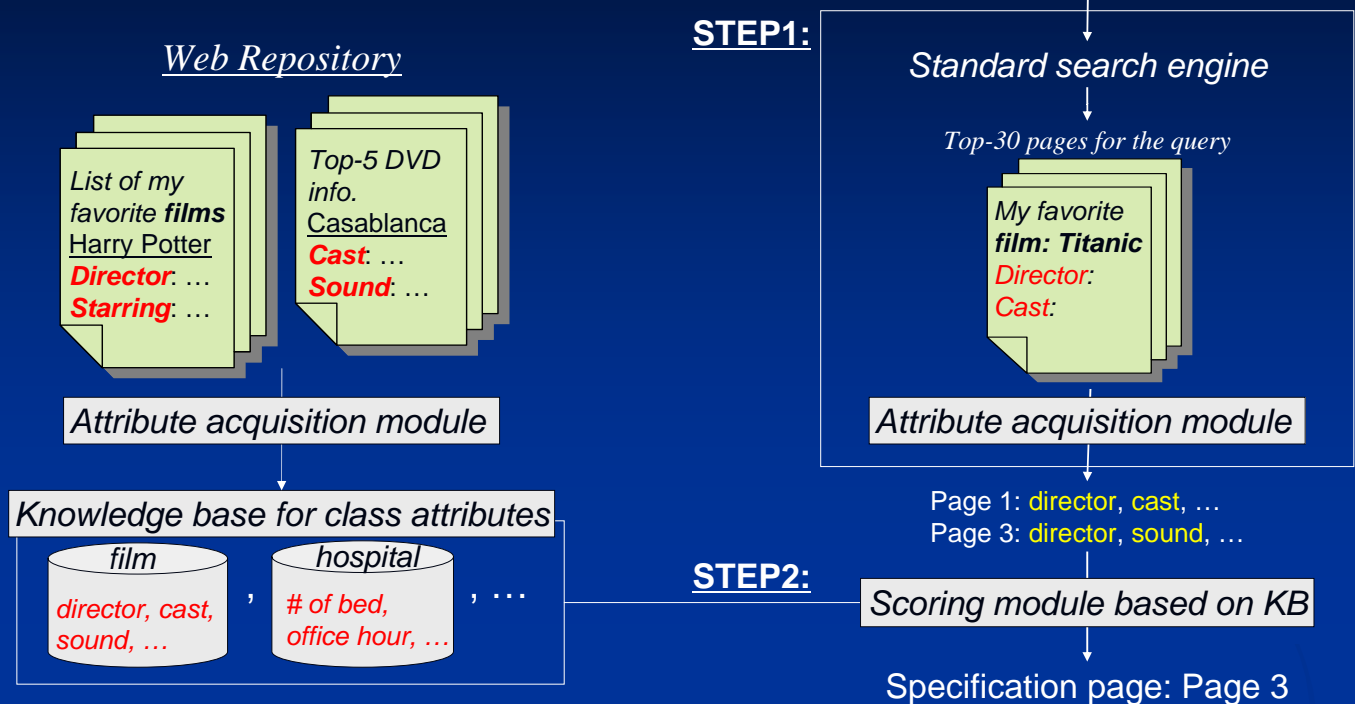 Web Repository
List of my
favorite films
Harry Potter
Director: …
Starring: …
Top-5 DVD
info.
Casablanca
Cast: …
Sound: …
Attribute acquisition module
Knowledge base for class attributes
film
director, cast,
sound, …
,
hospital
# of bed,
office hour, …
, …
STEP1:
Standard search engine
Top-30 pages for the query
My favorite
film: Titanic
Director:
Cast:
Attribute acquisition module
Page 1: director, cast, …
Page 3: director, sound, …
STEP2:
Scoring module based on KB
Specification page: Page 3